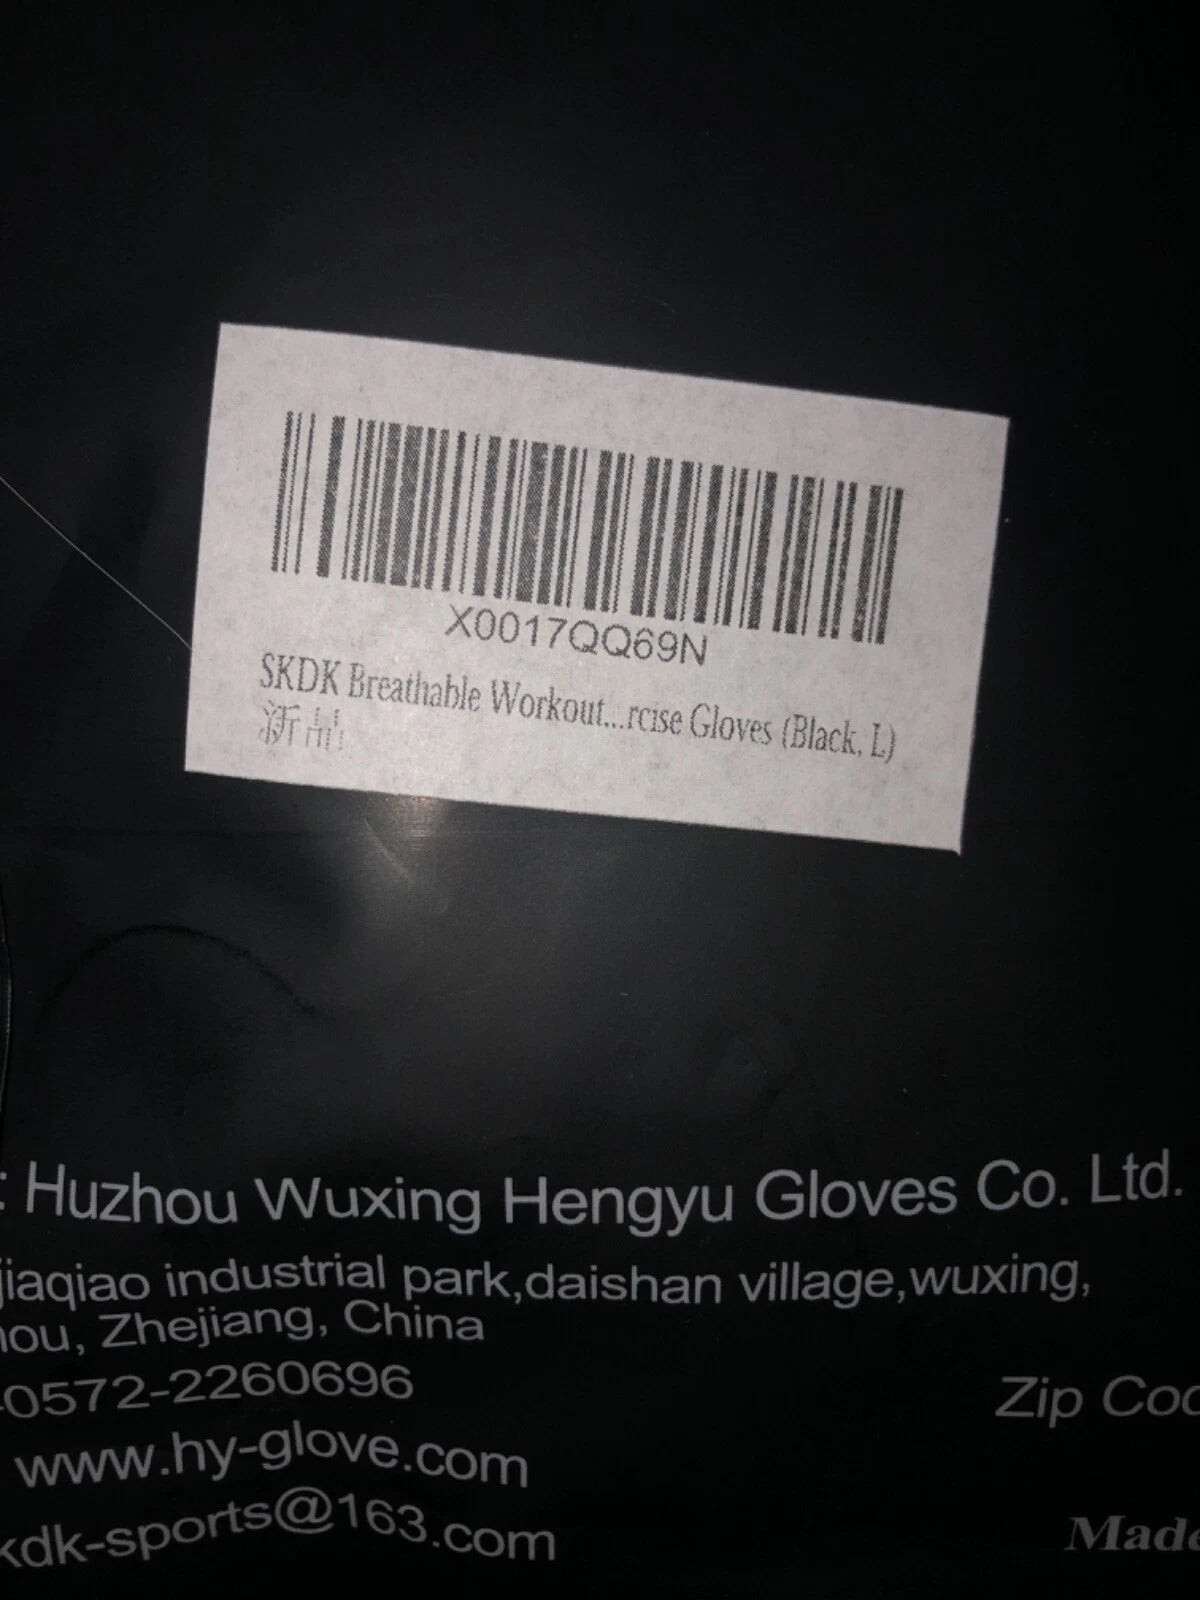 X0017QQ69N
SKDK Breathable Workout...rcise Gloves (Black, L)
: Huzhou Wuxing Hengyu Gloves Co. Ltd.
jiaqiao industrial park,daishan village,wuxing,
hou, Zhejiang, China
-0572-2260696
Zip Coc
www.hy-glove.com
kdk-sports@163.com
Made